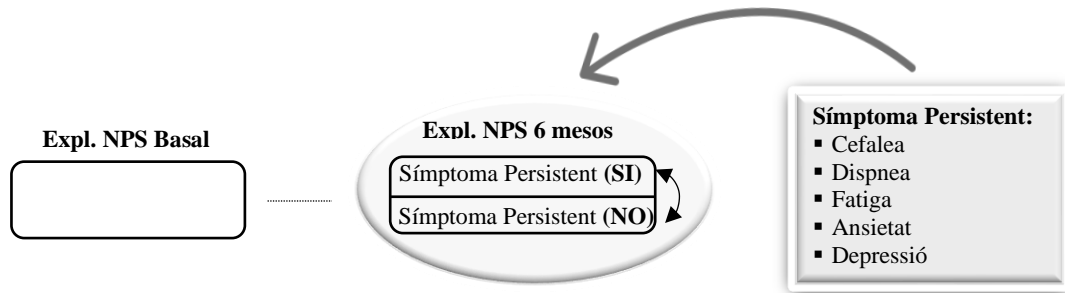 Expl. NPS Basal
Expl. NPS 6 mesos
Símptoma Persistent (SI)
Símptoma Persistent (NO)
Símptoma Persistent:
▪ Cefalea
▪ Dispnea
▪ Fatiga
▪ Ansietat
▪ Depressió